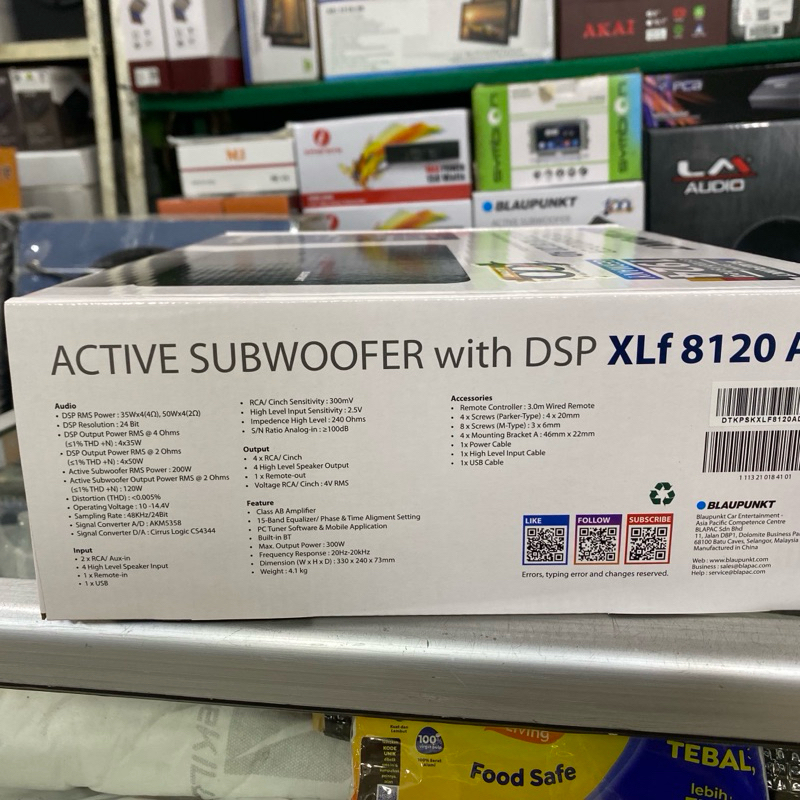 AKAI
LM
AUDIO
BLAUPUNKT
ACTIVE SUBWOOFER
ACTIVE SUBWOOFER with DSP XLf 8120 A
Audio
• DSP RMS Power : 35Wx4(4Ω), 50Wx4(2Ω)
• DSP Resolution : 24 Bit
• DSP Output Power RMS @ 4 Ohms
(≤1% THD +N) : 4x35W
• DSP Output Power RMS @ 2 Ohms
(≤1% THD +N) : 4x50W
• Active Subwoofer RMS Power : 200W
• Active Subwoofer Output Power RMS @ 2 Ohms
(≤1% THD +N) : 120W
• Distortion (THD) : <0.005%
• Operating Voltage : 10 -14.4V
• Sampling Rate : 48KHz/24Bit
• Signal Converter A/D : AKM5358
• Signal Converter D/A : Cirrus Logic CS4344
Input
• 2 x RCA/ Aux-in
• 4 High Level Speaker Input
• 1 x Remote-in
• 1 x USB
• RCA/ Cinch Sensitivity : 300mV
• High Level Input Sensitivity : 2.5V
• Impedence High Level : 240 Ohms
• S/N Ratio Analog-in : ≥100dB
Output
• 4 x RCA/ Cinch
• 4 High Level Speaker Output
• 1 x Remote-out
• Voltage RCA/ Cinch : 4V RMS
Feature
• Class AB Amplifier
• 15-Band Equalizer/ Phase & Time Aligment Setting
• PC Tuner Software & Mobile Application
• Built-in BT
• Max. Output Power : 300W
• Frequency Response : 20Hz-20kHz
• Dimension (W x H x D) : 330 x 240 x 73mm
• Weight : 4.1 kg
Accessories
• Remote Controller : 3.0m Wired Remote
• 4 x Screws (Parker-Type) : 4 x 20mm
• 8 x Screws (M-Type) : 3 x 6mm
• 4 x Mounting Bracket A : 46mm x 22mm
• 1x Power Cable
• 1x High Level Input Cable
• 1x USB Cable
DTKPSKXLF8120AD
1 113 21 018 41 01
LIKE
FOLLOW
SUBSCRIBE
Errors, typing error and changes reserved.
BLAUPUNKT
Blaupunkt Car Entertainment -
Asia Pacific Competence Centre
BLAPAC Sdn Bhd
11, Jalan DBP1, Dolomite Business Pa
68100 Batu Caves, Selangor, Malaysia
Manufactured in China
Web : www.blaupunkt.com
Business : sales@blapac.com
Help : service@blapac.com
living
100%
Food Safe
KODE
UNIK
TEBAL,
lebih